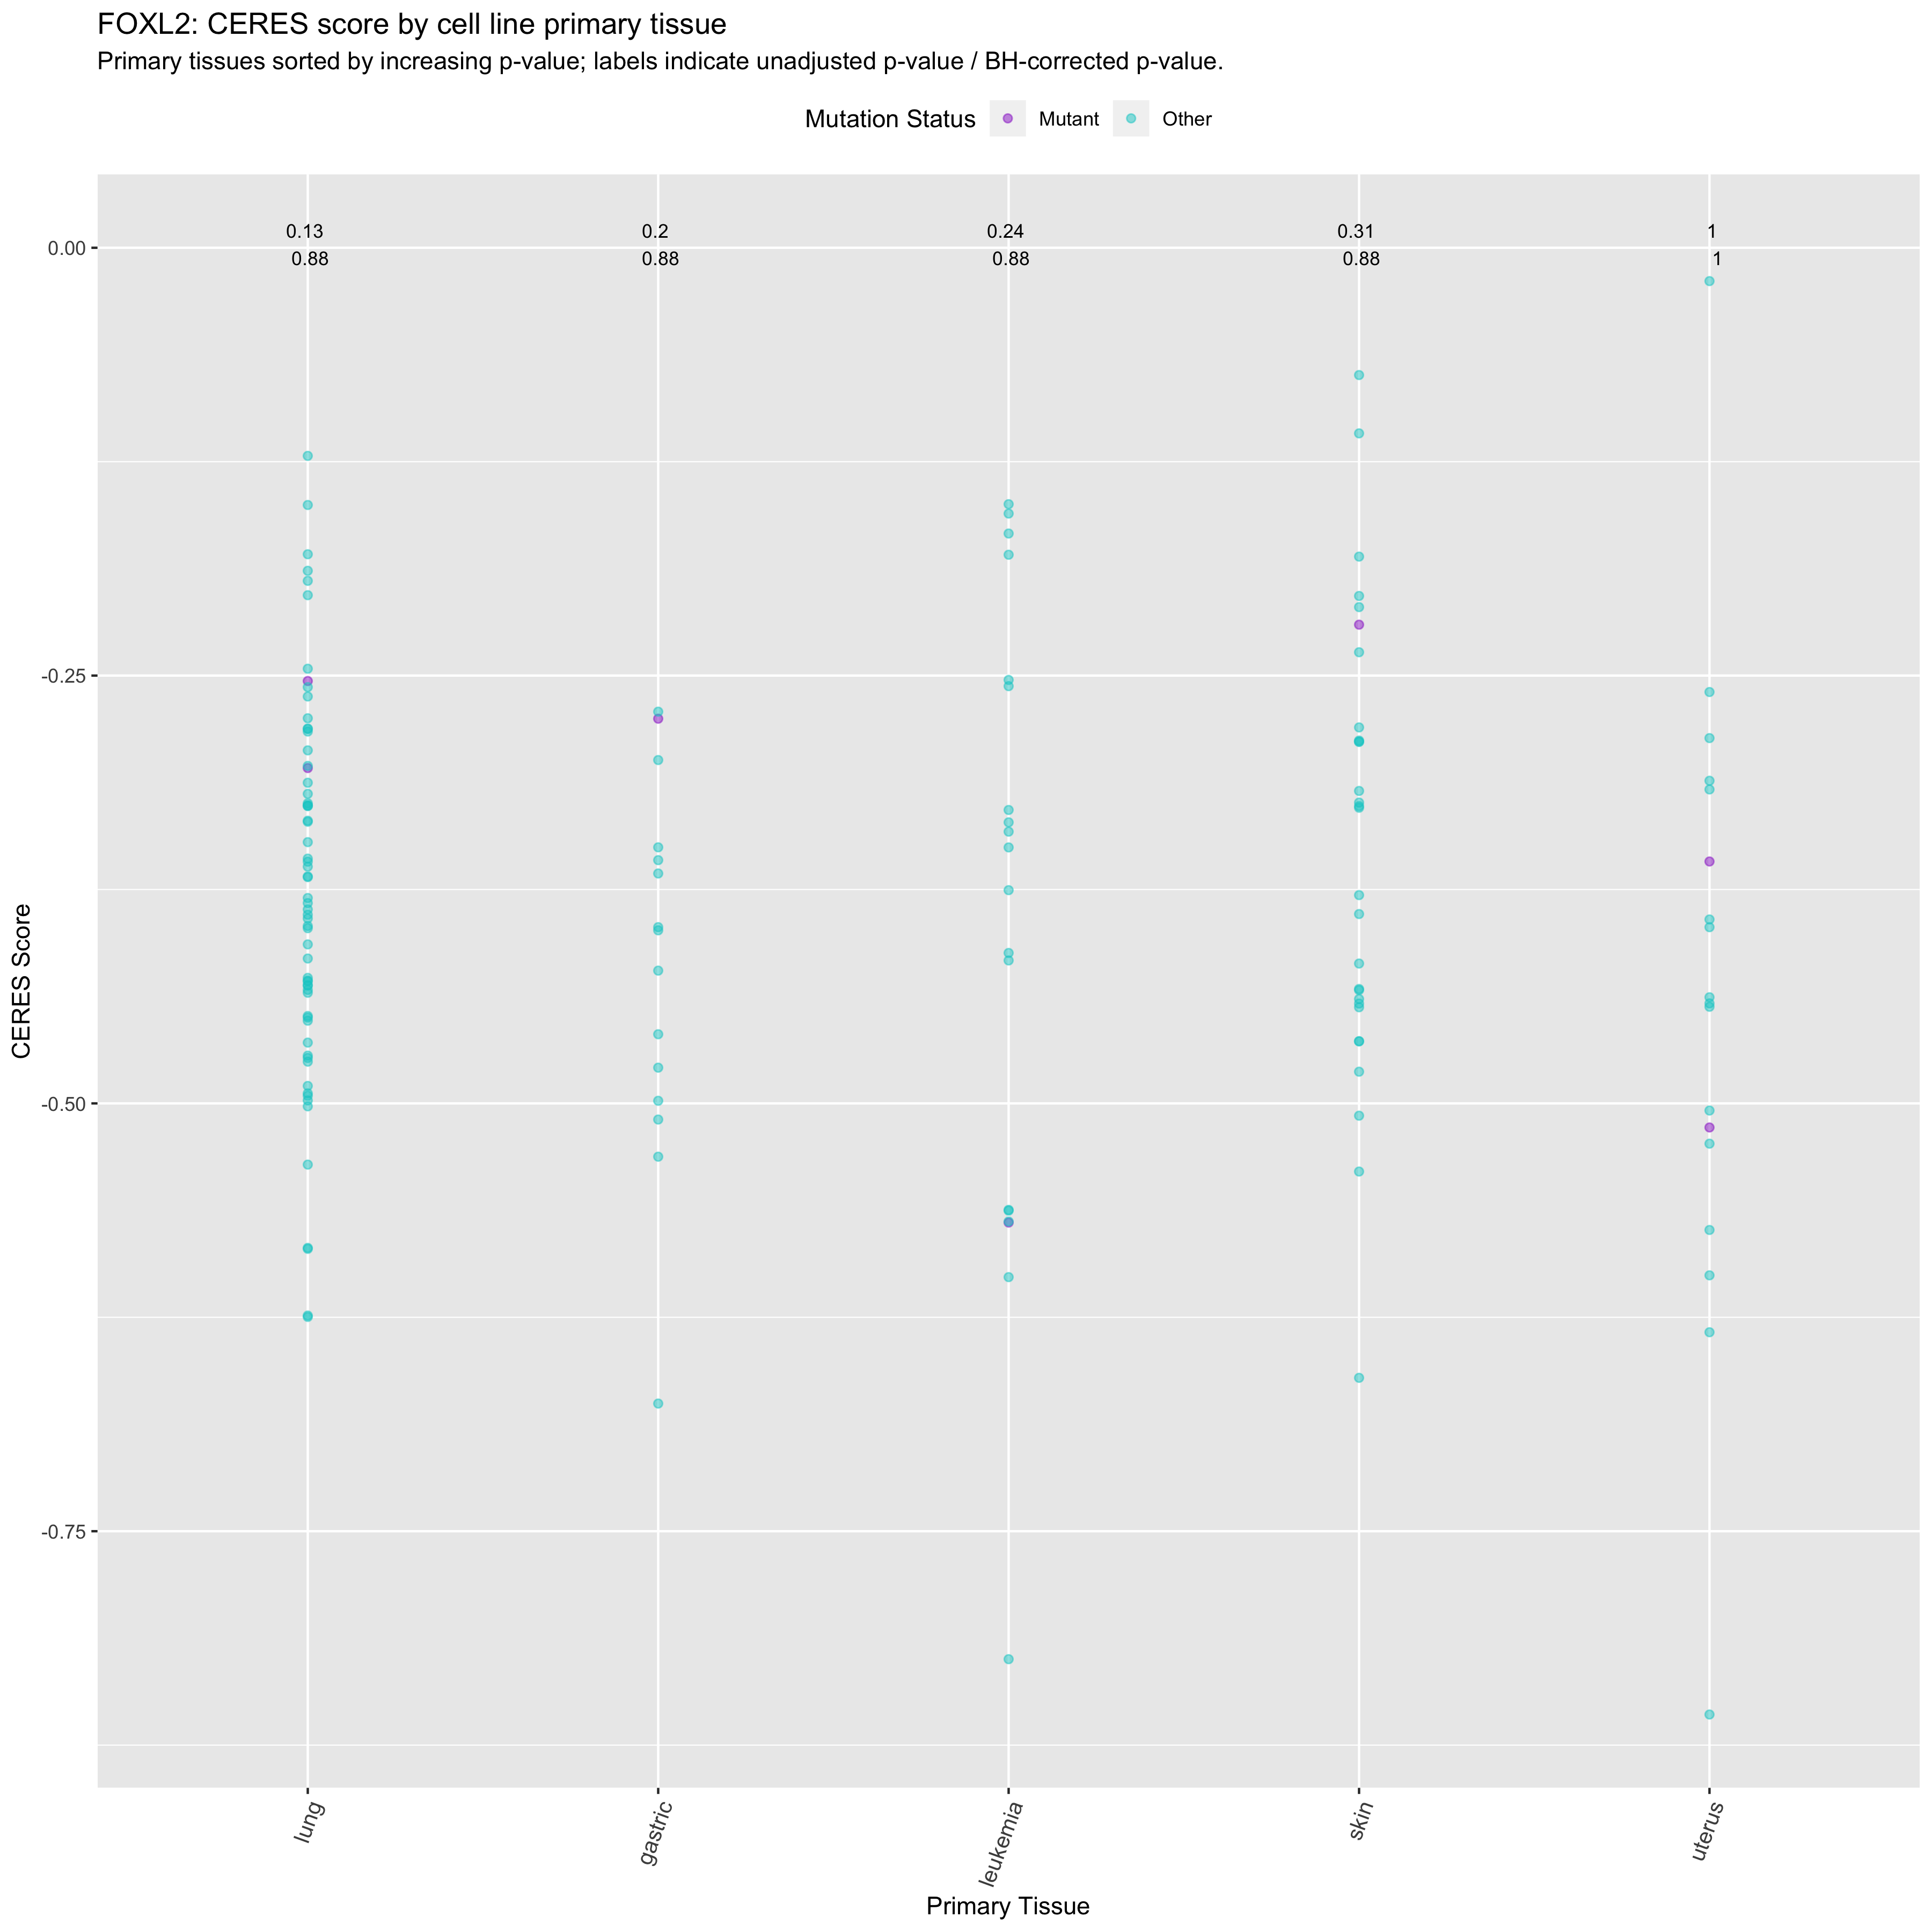 FOXL2: CERES score by cell line primary tissue
Primary tissues sorted by increasing p-value; labels indicate unadjusted p-value / BH-corrected p-value.
Mutation Status Mutant Other
0.13 0.2 0.24 0.31 1
0.88 0.88 0.88 0.88 1
0.00
-0.25
-0.50
-0.75
CERES Score
lung gastric leukemia skin uterus
Primary Tissue